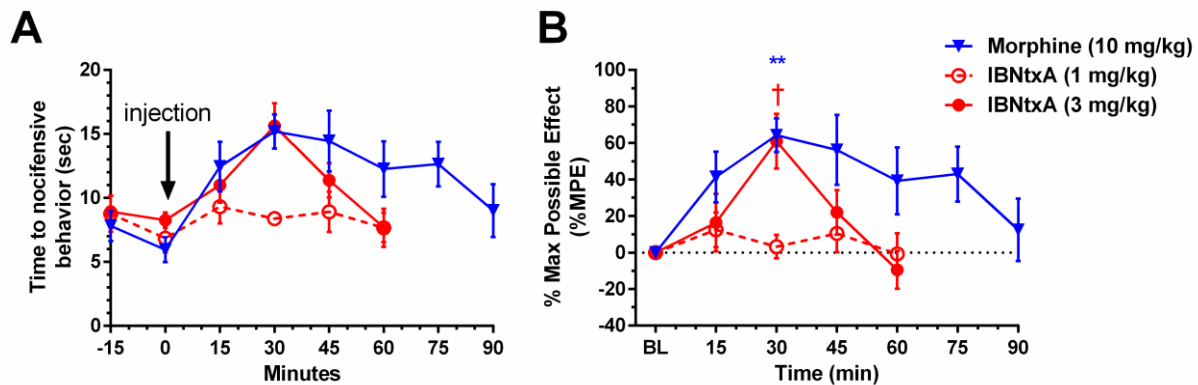 A
Time to nocifensive
behavior (sec)
20
15
10
5
0
injection
-15 0 15 30 45 60 75 90
Minutes
B
% Max Possible Effect
(%MPE)
100
80
60
40
20
0
-20
-40
**
†
BL 15 30 45 60 75 90
Time (min)
Morphine (10 mg/kg)
IBNtxA (1 mg/kg)
IBNtxA (3 mg/kg)